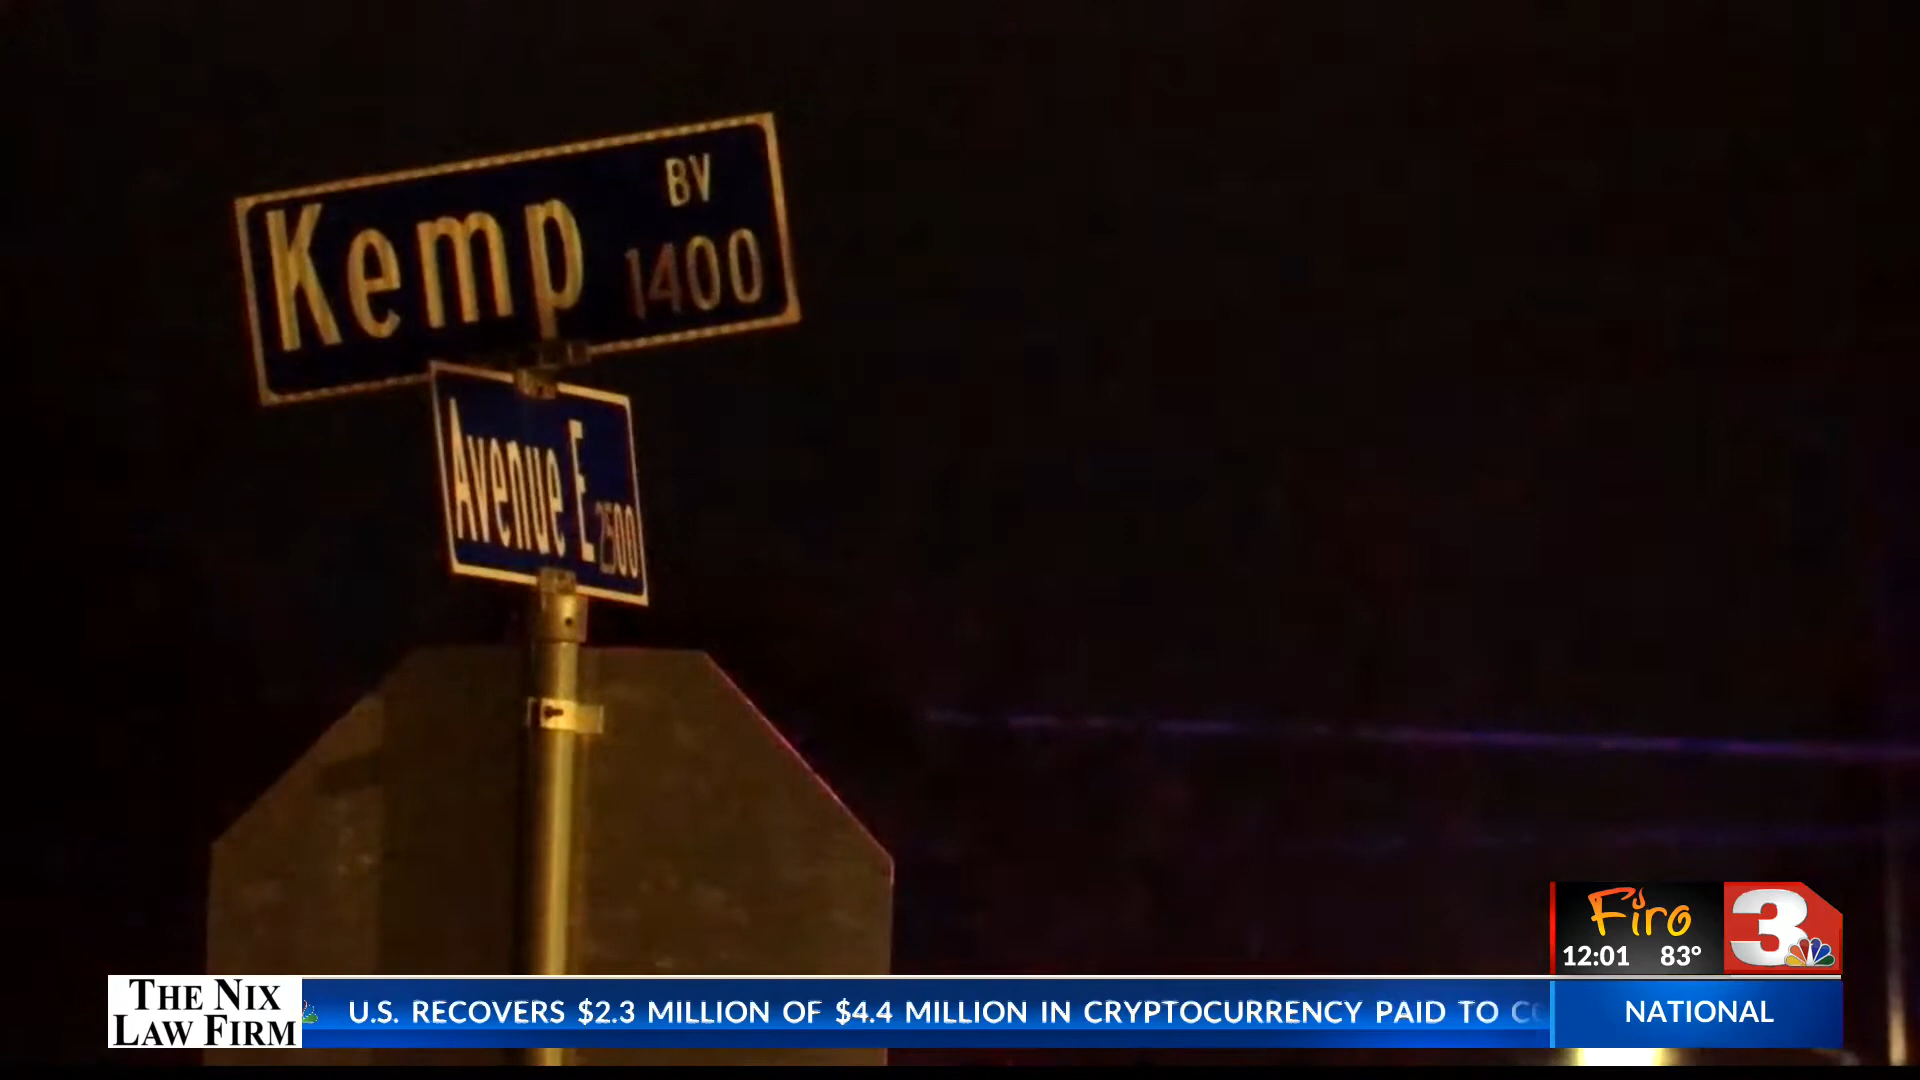 BV
Kemp 1400
Avenue E 2500
Firo
12:01 83°
3
THE NIX
LAW FIRM
U.S. RECOVERS $2.3 MILLION OF $4.4 MILLION IN CRYPTOCURRENCY PAID TO
NATIONAL